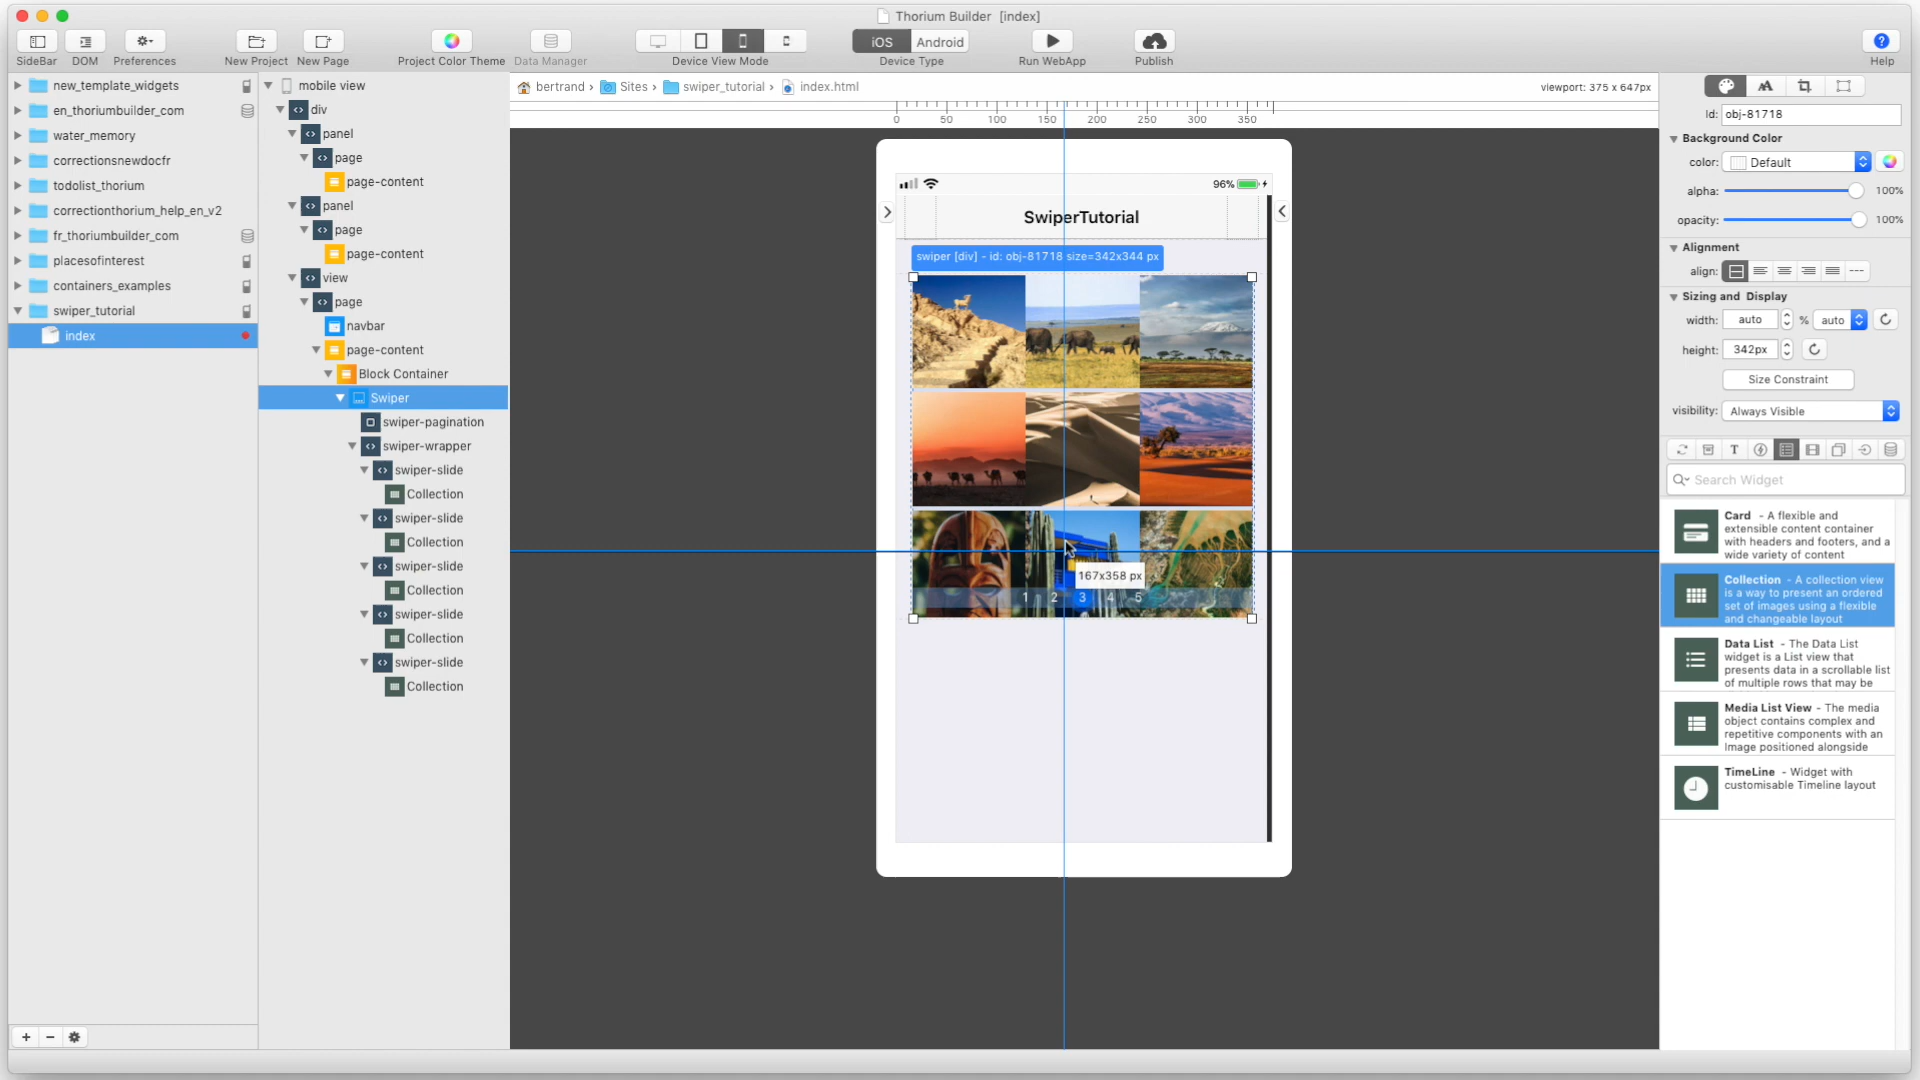 Thorium Builder [index]
SideBar
DOM
Preferences
New Project
New Page
Project Color Theme
Data Manager
Device View Mode
iOS
Android
Device Type
Run WebApp
Publish
?
Help
new_template_widgets
en_thoriumbuilder_com
water_memory
correctionsnewdocfr
todolist_thorium
correctionthorium_help_en_v2
fr_thoriumbuilder_com
placesofinterest
containers_examples
swiper_tutorial
index
mobile view
div
panel
page
page-content
panel
page
page-content
view
page
navbar
page-content
Block Container
Swiper
swiper-pagination
swiper-wrapper
swiper-slide
Collection
swiper-slide
Collection
swiper-slide
Collection
swiper-slide
Collection
swiper-slide
Collection
bertrand › Sites › swiper_tutorial › index.html
viewport: 375 x 647px
0 50 100 150 200 250 300 350
96%
SwiperTutorial
swiper [div] - id: obj-81718 size=342x344 px
167x358 px
1 2 3 4 5
Id: obj-81718
Background Color
color: Default
alpha: 100%
opacity: 100%
Alignment
align:
Sizing and Display
width: auto % auto
height: 342px
Size Constraint
visibility: Always Visible
Search Widget
Card - A flexible and
extensible content container
with headers and footers, and a
wide variety of content
Collection - A collection view
is a way to present an ordered
set of images using a flexible
and changeable layout
Data List - The Data List
widget is a List view that
presents data in a scrollable list
of multiple rows that may be
Media List View - The media
object contains complex and
repetitive components with an
Image positioned alongside
TimeLine - Widget with
customisable Timeline layout